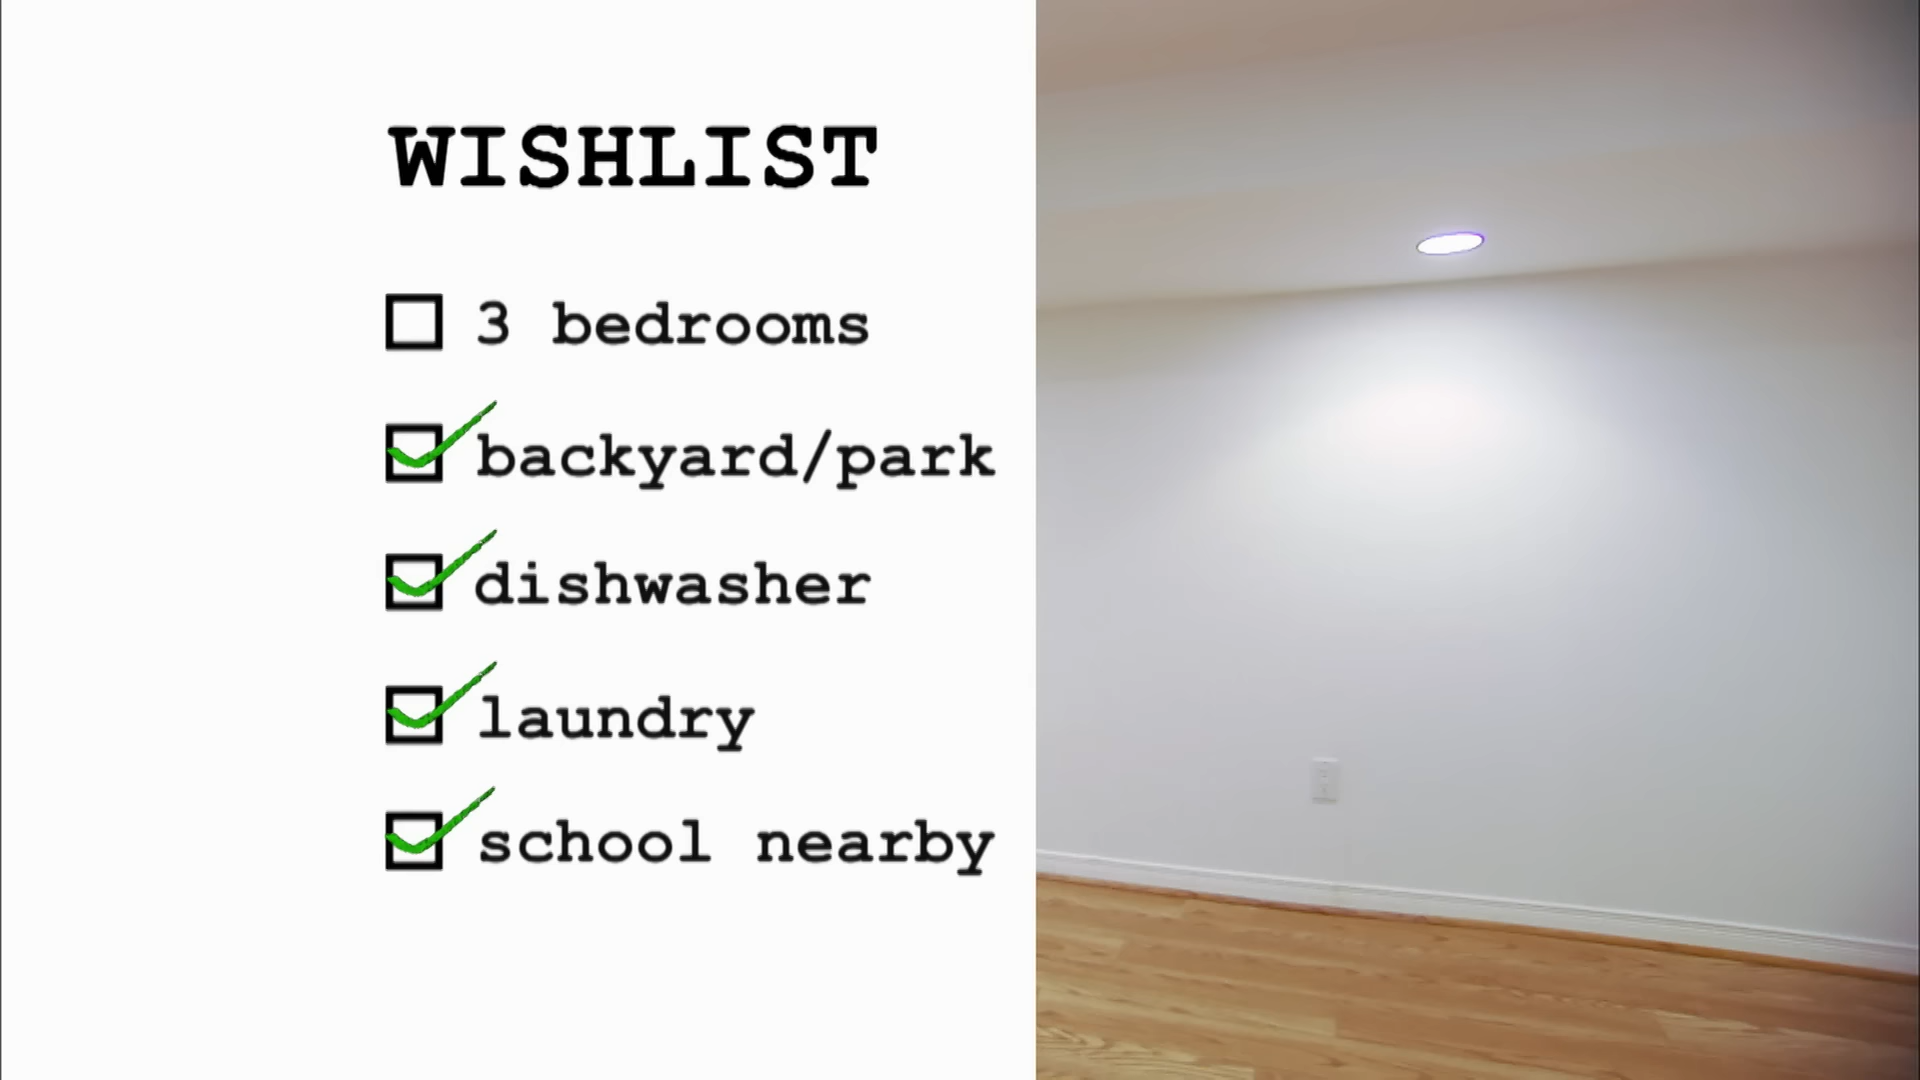 WISHLIST
3 bedrooms
backyard/park
dishwasher
laundry
school nearby